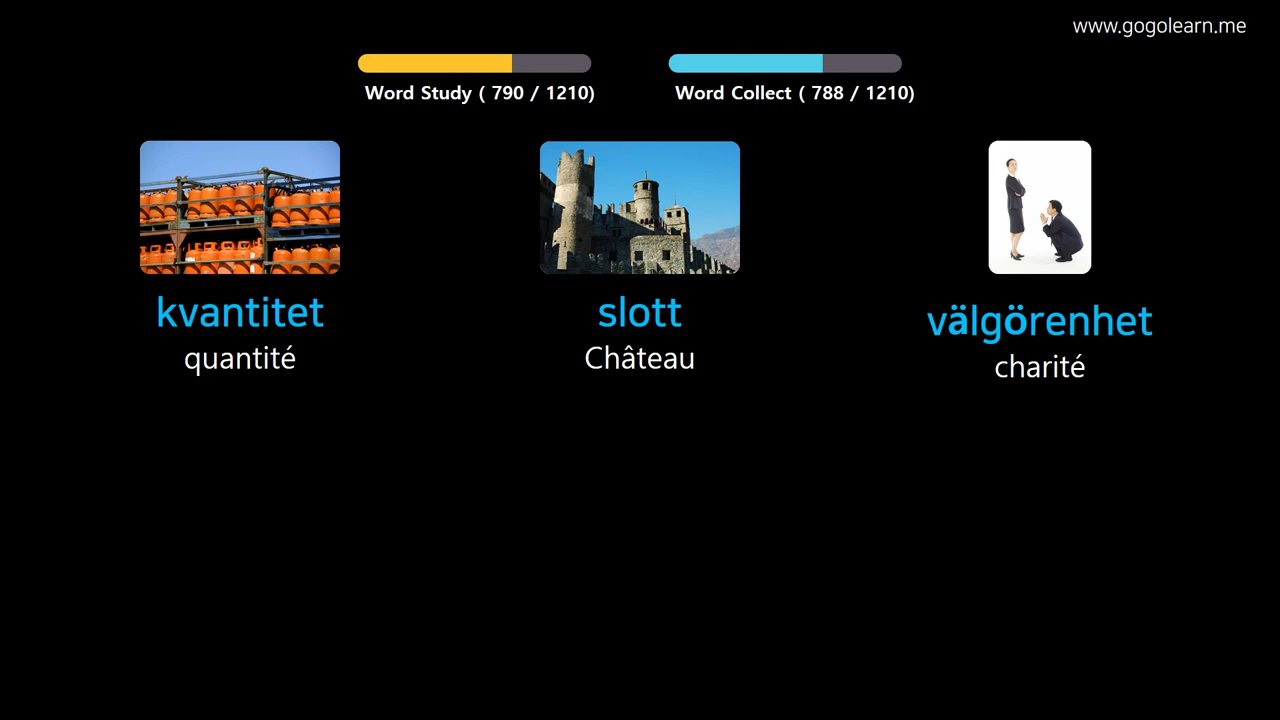 www.gogolearn.me
Word Study ( 790 / 1210)
Word Collect ( 788 / 1210)
kvantitet
quantité
slott
Château
välgörenhet
charité